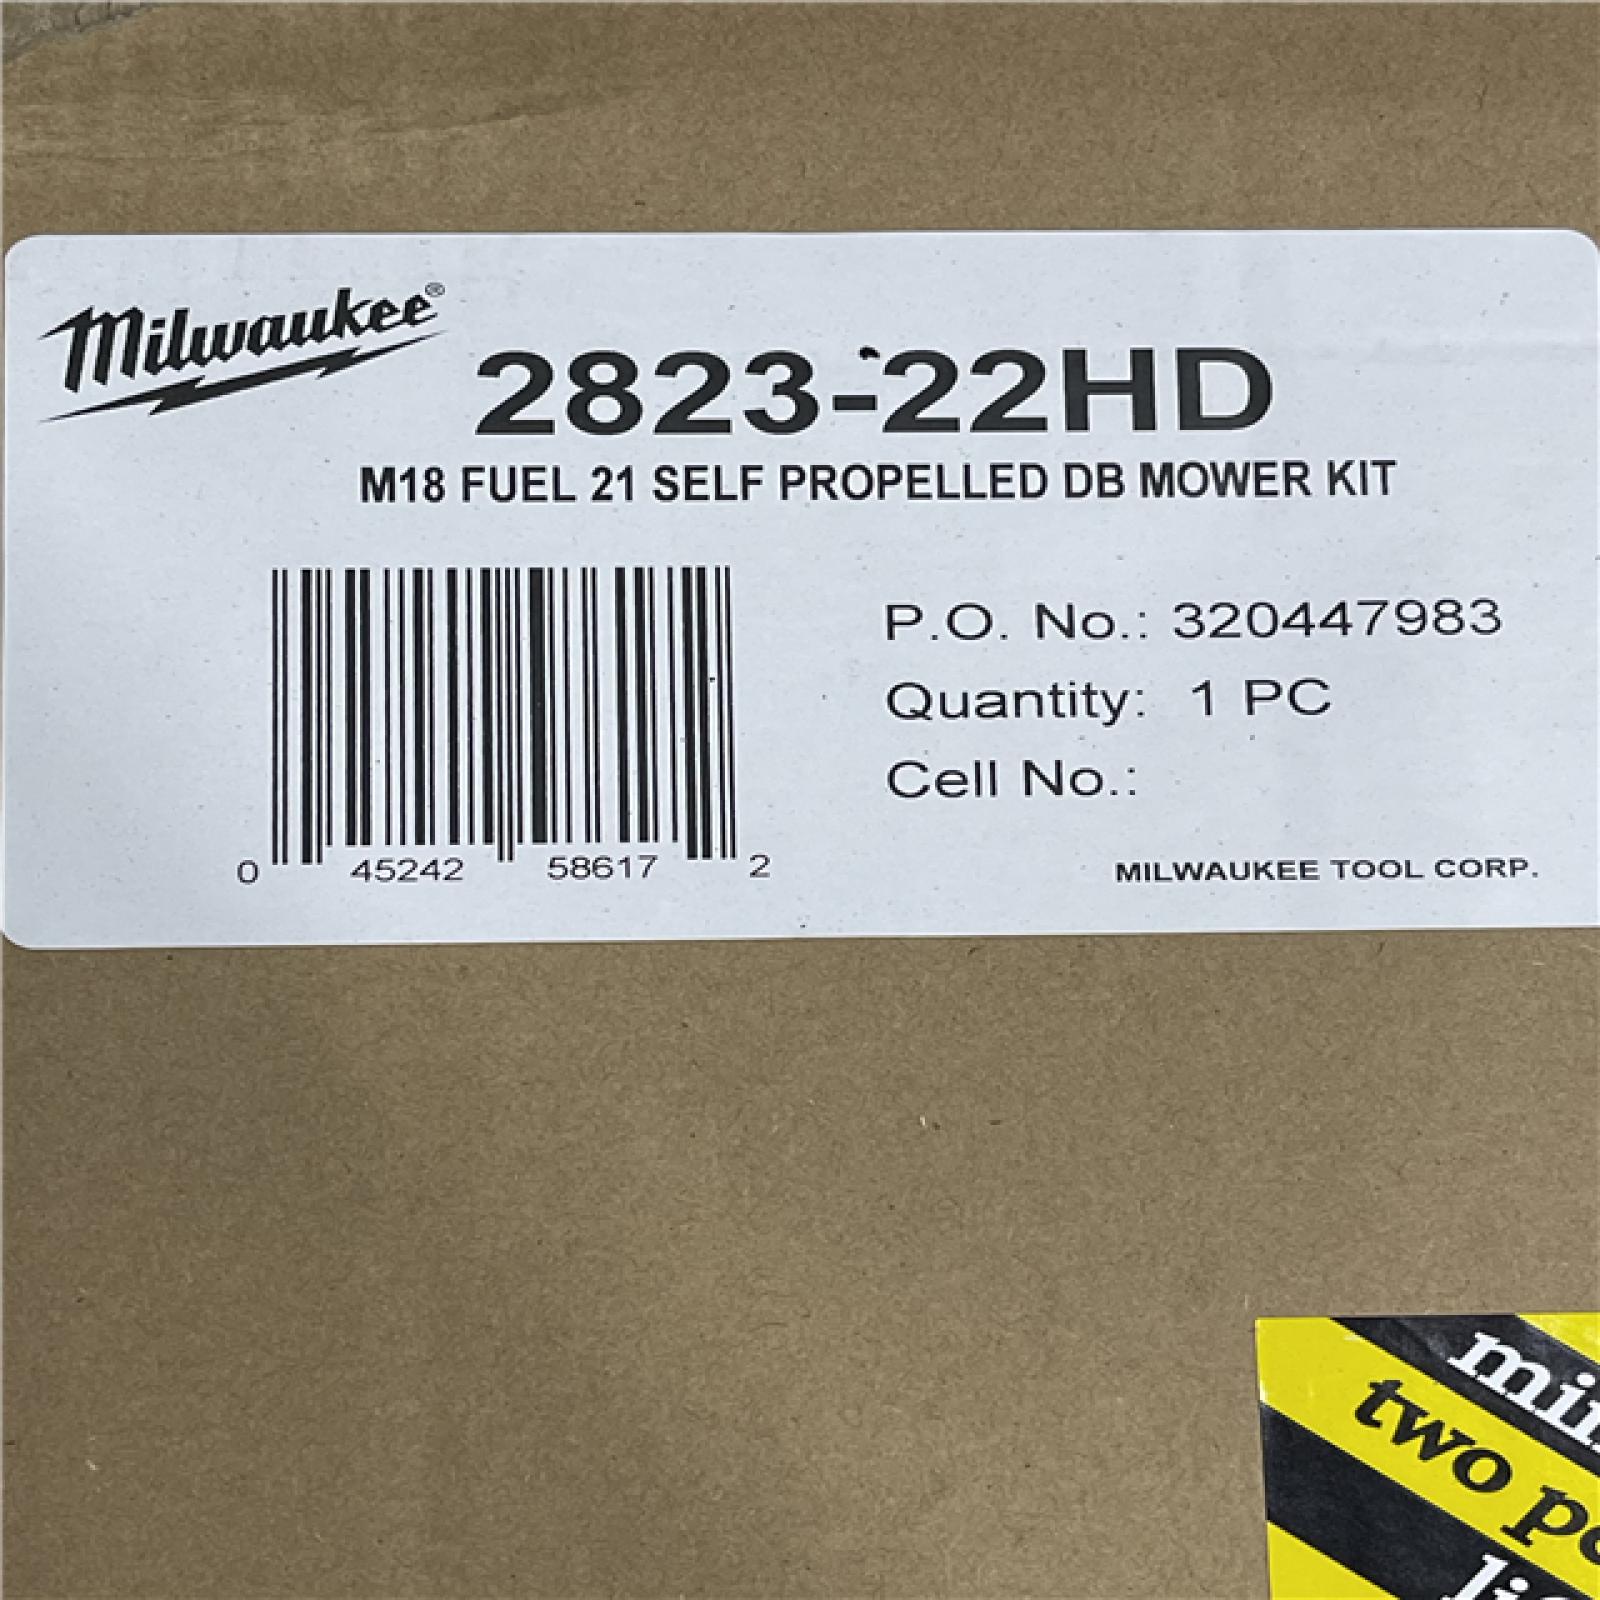 Milwaukee®
2823-22HD
M18 FUEL 21 SELF PROPELLED DB MOWER KIT
P.O. No.: 320447983
Quantity: 1 PC
Cell No.:
0 45242 58617 2
MILWAUKEE TOOL CORP.
two